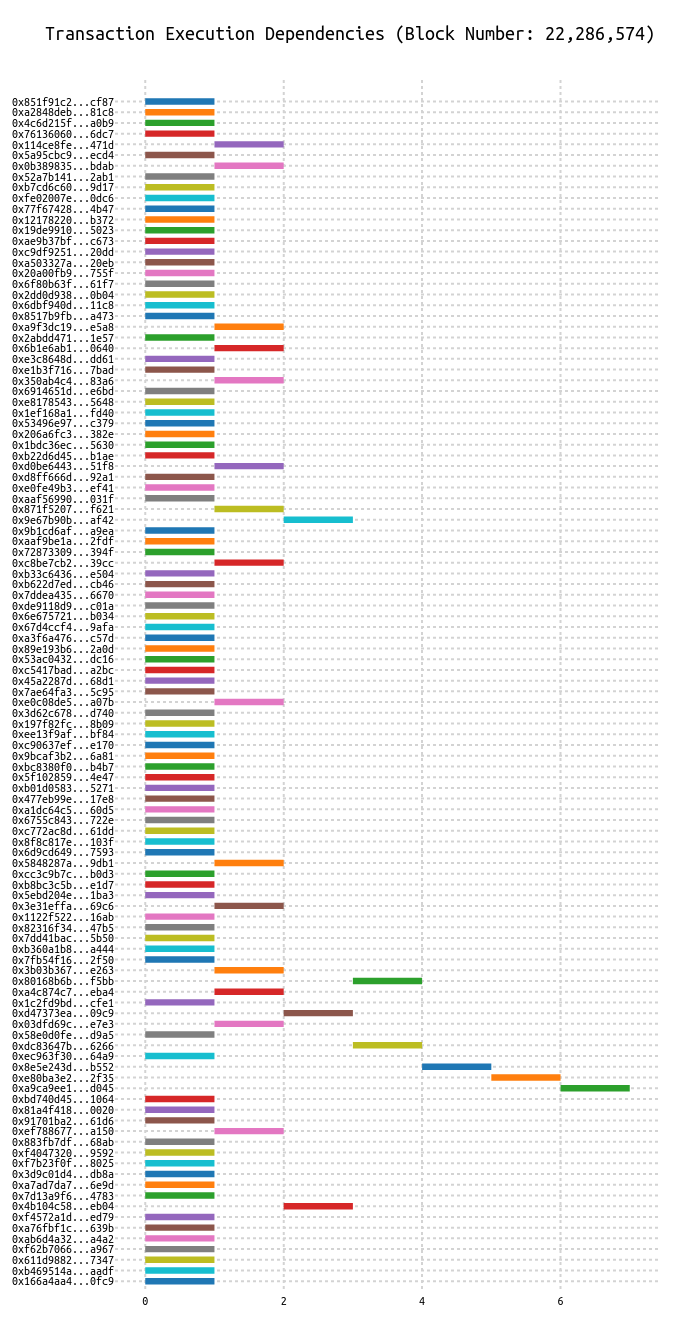 Transaction Execution Dependencies (Block Number: 22,286,574)
0x851f91c2...cf87
0xa2848deb...81c8
0x4c6d215f...a0b9
0x76136060...6dc7
0x114ce8fe...471d
0x5a95cbc9...ecd4
0x0b389835...bdab
0x52a7b141...2ab1
0xb7cd6c60...9d17
0xfe02007e...0dc6
0x77f67428...4b47
0x12178220...b372
0x19de9910...5023
0xae9b37bf...c673
0xc9df9251...20dd
0xa503327a...20eb
0x20a00fb9...755f
0x6f80b63f...61f7
0x2dd0d938...0b04
0x6dbf940d...11c8
0x8517b9fb...a473
0xa9f3dc19...e5a8
0x2abdd471...1e57
0x6b1e6ab1...0640
0xe3c8648d...dd61
0xe1b3f716...7bad
0x350ab4c4...83a6
0x6914651d...e6bd
0xe8178543...5648
0x1ef168a1...fd40
0x53496e97...c379
0x206a6fc3...382e
0x1bdc36ec...5630
0xb22d6d45...b1ae
0xd0be6443...51f8
0xd8ff666d...92a1
0xe0fe49b3...ef41
0xaaf56990...031f
0x871f5207...f621
0x9e67b90b...af42
0x9b1cd6af...a9ea
0xaaf9be1a...2fdf
0x72873309...394f
0xc8be7cb2...39cc
0xb33c6436...e504
0xb622d7ed...cb46
0x7ddea435...6670
0xde9118d9...c01a
0x6e675721...b034
0x67d4ccf4...9afa
0xa3f6a476...c57d
0x89e193b6...2a0d
0x53ac0432...dc16
0xc5417bad...a2bc
0x45a2287d...68d1
0x7ae64fa3...5c95
0xe0c08de5...a07b
0x3d62c678...d740
0x197f82fc...8b09
0xee13f9af...bf84
0xc90637ef...e170
0x9bcaf3b2...6a81
0xbc8380f0...b4b7
0x5f102859...4e47
0xb01d0583...5271
0x477eb99e...17e8
0xa1dc64c5...60d5
0x6755c843...722e
0xc772ac8d...61dd
0x8f8c817e...103f
0x6d9cd649...7593
0x5848287a...9db1
0xcc3c9b7c...b0d3
0xb8bc3c5b...e1d7
0x5ebd204e...1ba3
0x3e31effa...69c6
0x1122f522...16ab
0x82316f34...47b5
0x7dd41bac...5b50
0xb360a1b8...a444
0x7fb54f16...2f50
0x3b03b367...e263
0x80168b6b...f5bb
0xa4c874c7...eba4
0x1c2fd9bd...cfe1
0xd47373ea...09c9
0x03dfd69c...e7e3
0x58e0d0fe...d9a5
0xdc83647b...6266
0xec963f30...64a9
0x8e5e243d...b552
0xe80ba3e2...2f35
0xa9ca9ee1...d045
0xbd740d45...1064
0x81a4f418...0020
0x91701ba2...61d6
0xef788677...a150
0x883fb7df...68ab
0xf4047320...9592
0xf7b23f0f...8025
0x3d9c01d4...db8a
0xa7ad7da7...6e9d
0x7d13a9f6...4783
0x4b104c58...eb04
0xf4572a1d...ed79
0xa76fbf1c...639b
0xab6d4a32...a4a2
0xf62b7066...a967
0x611d9882...7347
0xb469514a...aadf
0x166a4aa4...0fc9
0 2 4 6